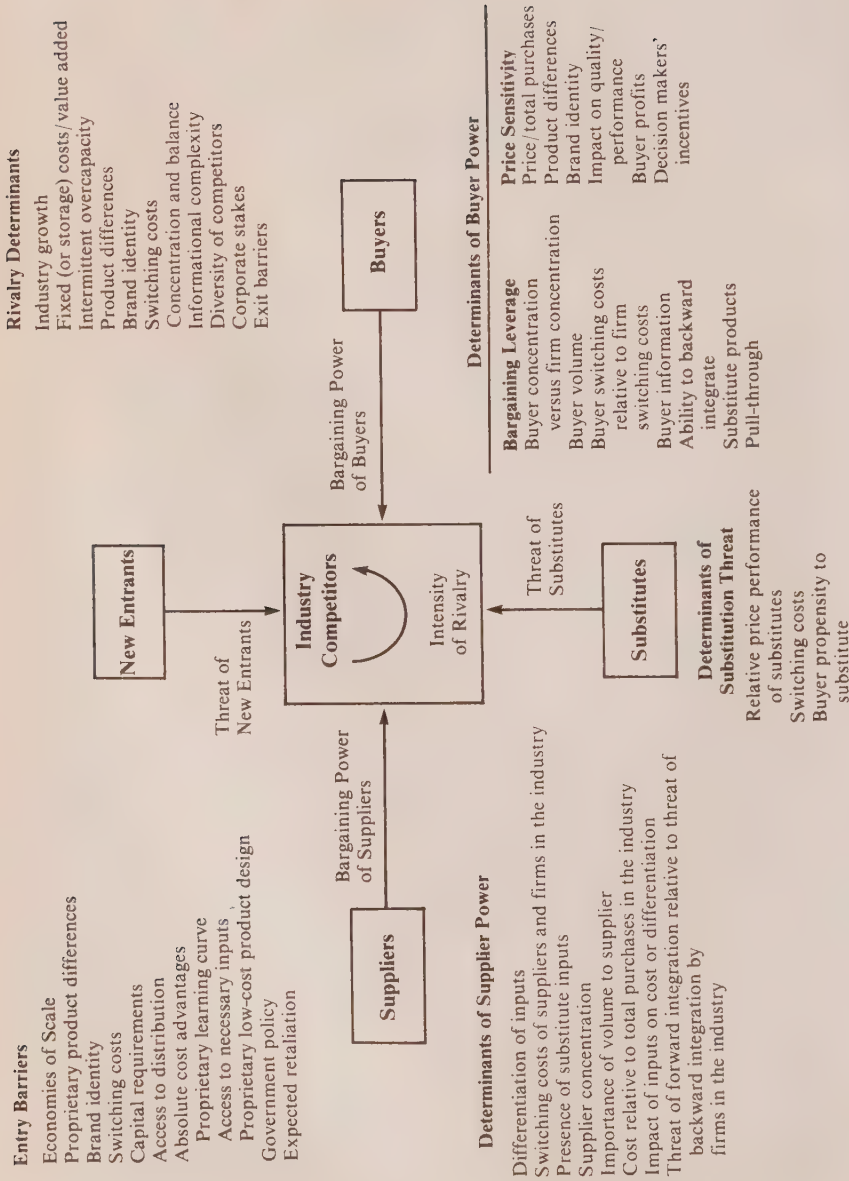 Entry Barriers
Economies of Scale
Proprietary product differences
Brand identity
Switching costs
Capital requirements
Access to distribution
Absolute cost advantages
Proprietary learning curve
Access to necessary inputs
Proprietary low-cost product design
Government policy
Expected retaliation
New Entrants
Threat of
New Entrants
Rivalry Determinants
Industry growth
Fixed (or storage) costs/value added
Intermittent overcapacity
Product differences
Brand identity
Switching costs
Concentration and balance
Informational complexity
Diversity of competitors
Corporate stakes
Exit barriers
Suppliers
Bargaining Power
of Suppliers
Industry
Competitors
Intensity
of Rivalry
Bargaining Power
of Buyers
Buyers
Determinants of Supplier Power
Differentiation of inputs
Switching costs of suppliers and firms in the industry
Presence of substitute inputs
Supplier concentration
Importance of volume to supplier
Cost relative to total purchases in the industry
Impact of inputs on cost or differentiation
Threat of forward integration relative to threat of
backward integration by
firms in the industry
Threat of
Substitutes
Substitutes
Determinants of
Substitution Threat
Relative price performance
of substitutes
Switching costs
Buyer propensity to
substitute
Determinants of Buyer Power
Bargaining Leverage
Buyer concentration
versus firm concentration
Buyer volume
Buyer switching costs
relative to firm
switching costs
Buyer information
Ability to backward
integrate
Substitute products
Pull-through
Price Sensitivity
Price/total purchases
Product differences
Brand identity
Impact on quality/
performance
Buyer profits
Decision makers'
incentives